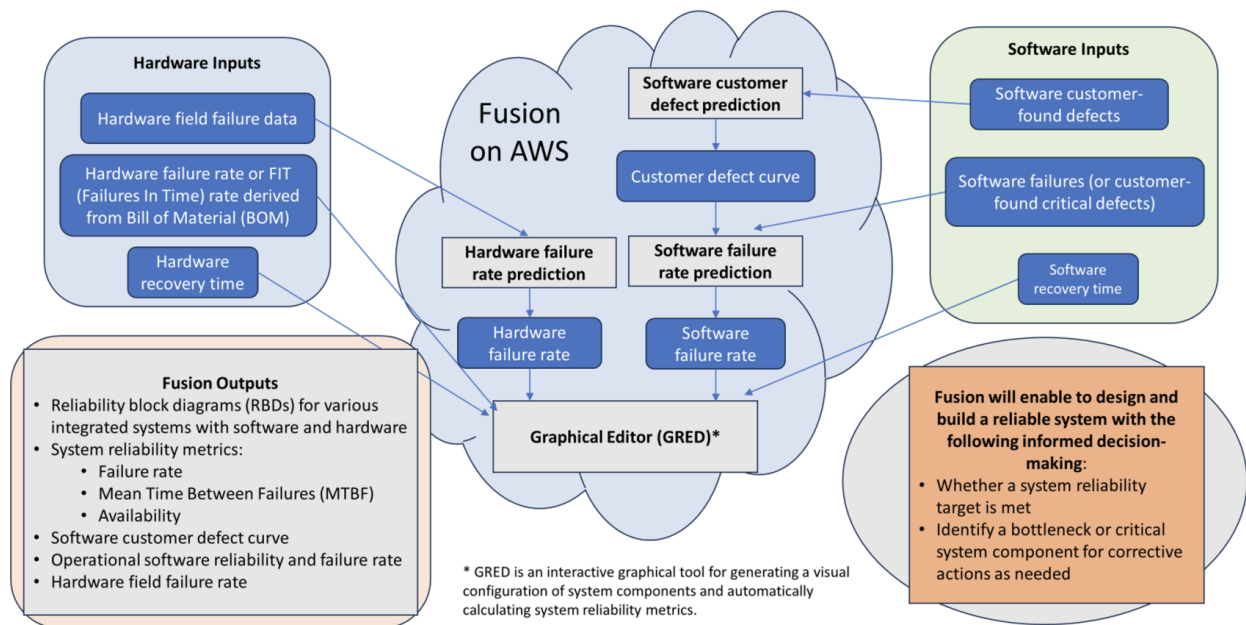 Hardware Inputs
Hardware field failure data
Hardware failure rate or FIT
(Failures In Time) rate derived
from Bill of Material (BOM)
Hardware
recovery time
Fusion
on AWS
Software customer
defect prediction
Customer defect curve
Hardware failure
rate prediction
Software failure
rate prediction
Hardware
failure rate
Software
failure rate
Graphical Editor (GRED)*
Software Inputs
Software customer-
found defects
Software failures (or customer-
found critical defects)
Software
recovery time
Fusion Outputs
• Reliability block diagrams (RBDs) for various
integrated systems with software and hardware
• System reliability metrics:
• Failure rate
• Mean Time Between Failures (MTBF)
• Availability
• Software customer defect curve
• Operational software reliability and failure rate
• Hardware field failure rate
* GRED is an interactive graphical tool for generating a visual
configuration of system components and automatically
calculating system reliability metrics.
Fusion will enable to design and
build a reliable system with the
following informed decision-
making:
• Whether a system reliability
target is met
• Identify a bottleneck or critical
system component for corrective
actions as needed